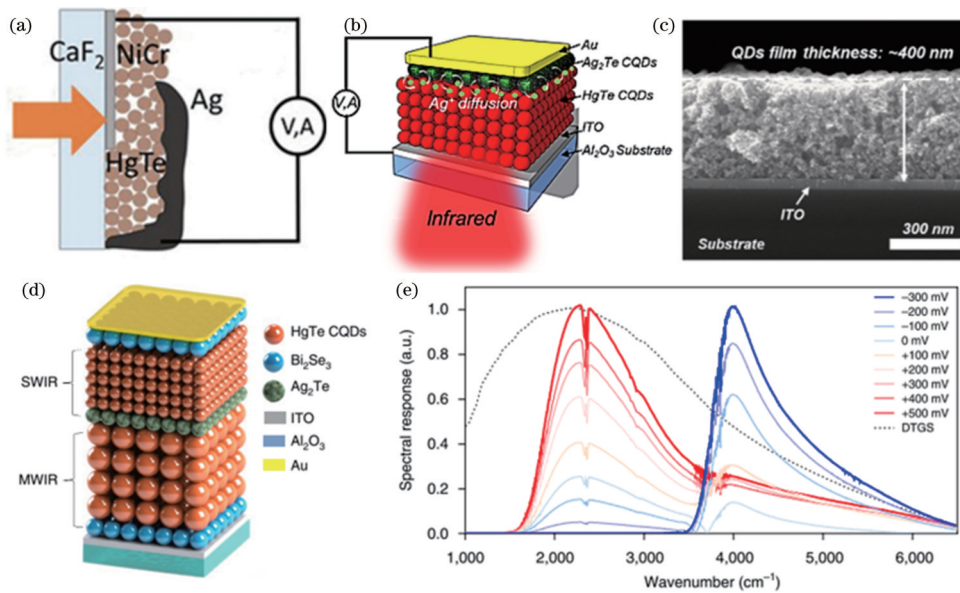 (a)
CaF2
NiCr
Ag
HgTe
V,A
(b)
Au
Ag2Te CQDs
Ag+ diffusion
HgTe CQDs
ITO
Al2O3 Substrate
V,A
Infrared
(c)
QDs film thickness: ~400 nm
ITO
Substrate
300 nm
(d)
SWIR
MWIR
HgTe CQDs
Bi2Se3
Ag2Te
ITO
Al2O3
Au
(e)
Spectral response (a.u.)
1.0
0.8
0.6
0.4
0.2
0.0
1,000 2,000 3,000 4,000 5,000 6,000
Wavenumber (cm−1)
−300 mV
−200 mV
−100 mV
0 mV
+100 mV
+200 mV
+300 mV
+400 mV
+500 mV
DTGS